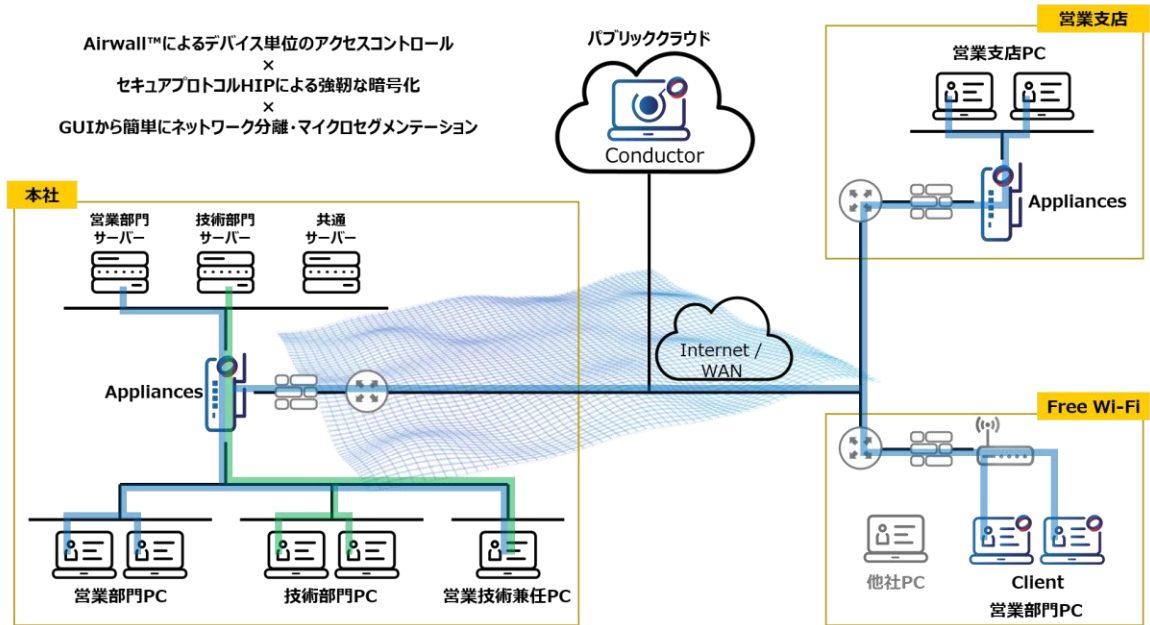 Airwall™によるデバイス単位のアクセスコントロール
×
セキュアプロトコルHIPによる強靭な暗号化
×
GUIから簡単にネットワーク分離・マイクロセグメンテーション
パブリッククラウド
Conductor
営業支店
営業支店PC
Appliances
本社
営業部門
サーバー
技術部門
サーバー
共通
サーバー
Appliances
Internet /
WAN
Free Wi-Fi
営業部門PC
技術部門PC
営業技術兼任PC
他社PC
Client
営業部門PC